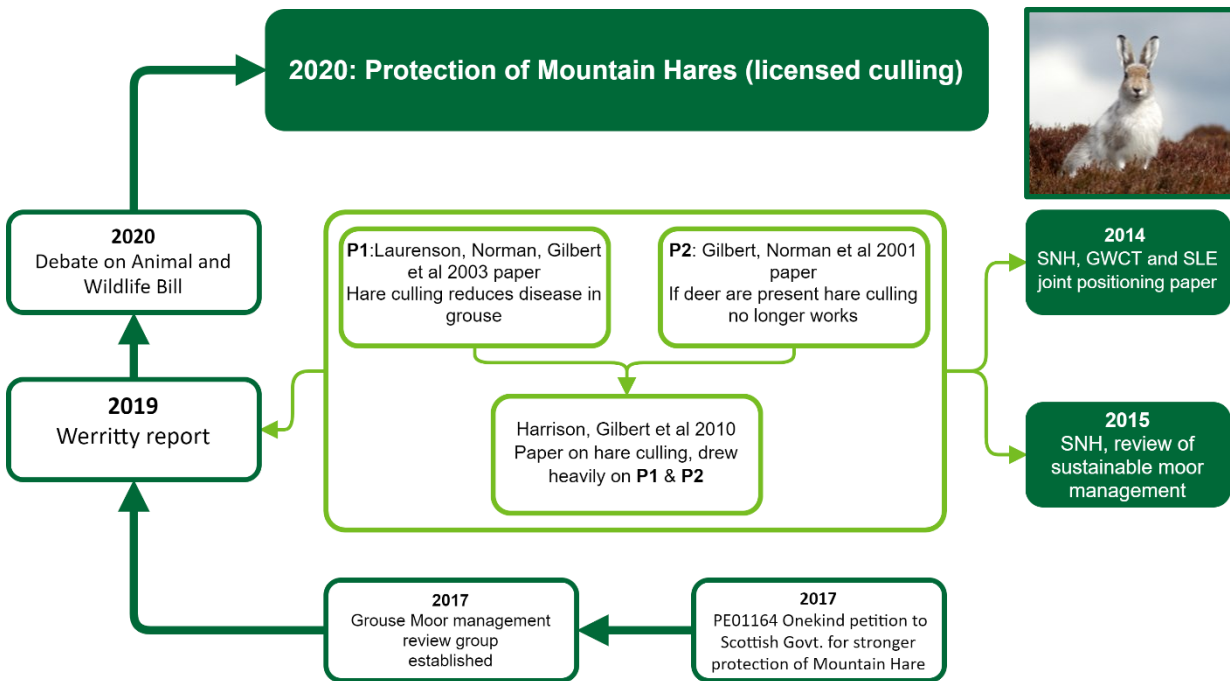 2020: Protection of Mountain Hares (licensed culling)
2020
Debate on Animal and
Wildlife Bill
2019
Werritty report
P1:Laurenson, Norman, Gilbert
et al 2003 paper
Hare culling reduces disease in
grouse
P2: Gilbert, Norman et al 2001
paper
If deer are present hare culling
no longer works
Harrison, Gilbert et al 2010
Paper on hare culling, drew
heavily on P1 & P2
2014
SNH, GWCT and SLE
joint positioning paper
2015
SNH, review of
sustainable moor
management
2017
Grouse Moor management
review group
established
2017
PE01164 Onekind petition to
Scottish Govt. for stronger
protection of Mountain Hare